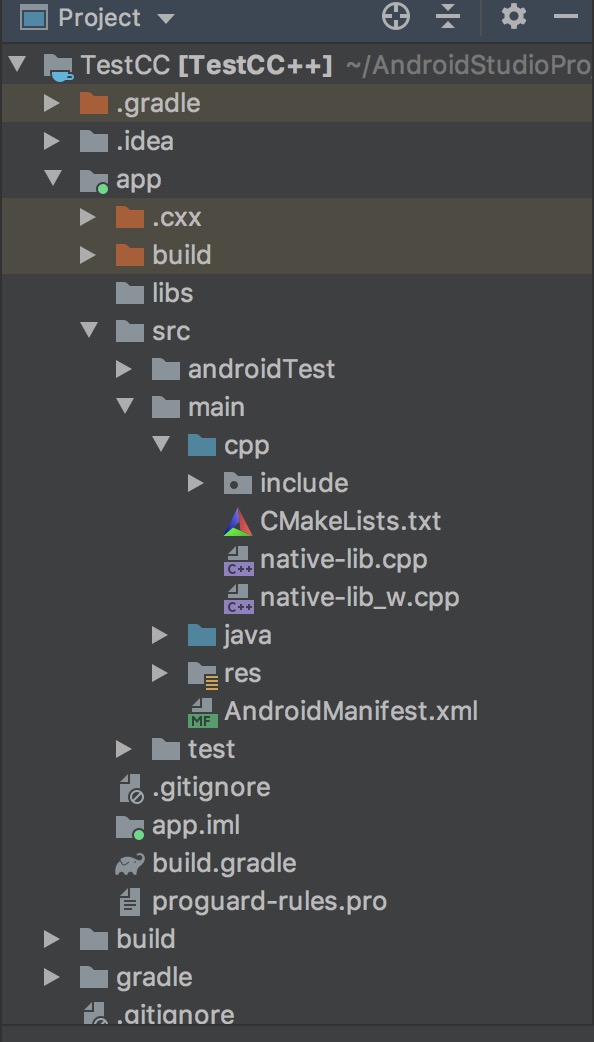 Project
TestCC [TestCC++] ~/AndroidStudioPro
.gradle
.idea
app
.cxx
build
libs
src
androidTest
main
cpp
include
CMakeLists.txt
C++ native-lib.cpp
C++ native-lib_w.cpp
java
res
MF AndroidManifest.xml
test
.gitignore
app.iml
build.gradle
proguard-rules.pro
build
gradle
.gitignore